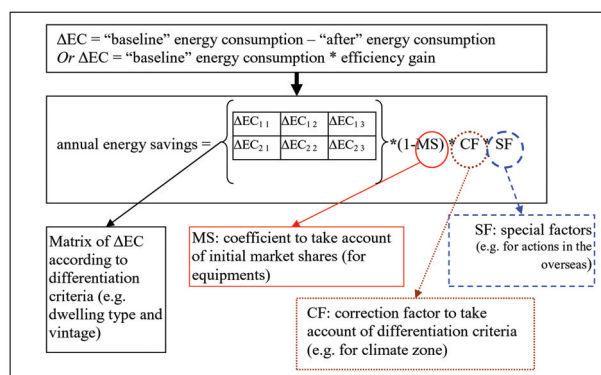 ΔEC = “baseline” energy consumption – “after” energy consumption
Or ΔEC = “baseline” energy consumption * efficiency gain
annual energy savings =
ΔEC1 1 ΔEC1 2 ΔEC1 3
ΔEC2 1 ΔEC2 2 ΔEC2 3
*(1-MS) * CF * SF
Matrix of ΔEC
according to
differentiation
criteria (e.g.
dwelling type and
vintage)
MS: coefficient to take account
of initial market shares (for
equipments)
SF: special factors
(e.g. for actions in the
overseas)
CF: correction factor to take
account of differentiation criteria
(e.g. for climate zone)